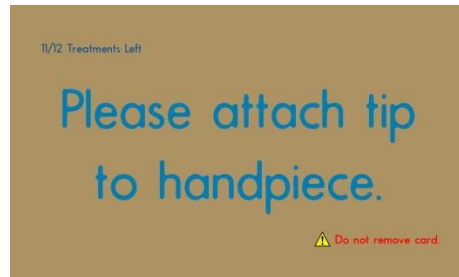 11/12 Treatments Left
Please attach tip
to handpiece.
Do not remove card.